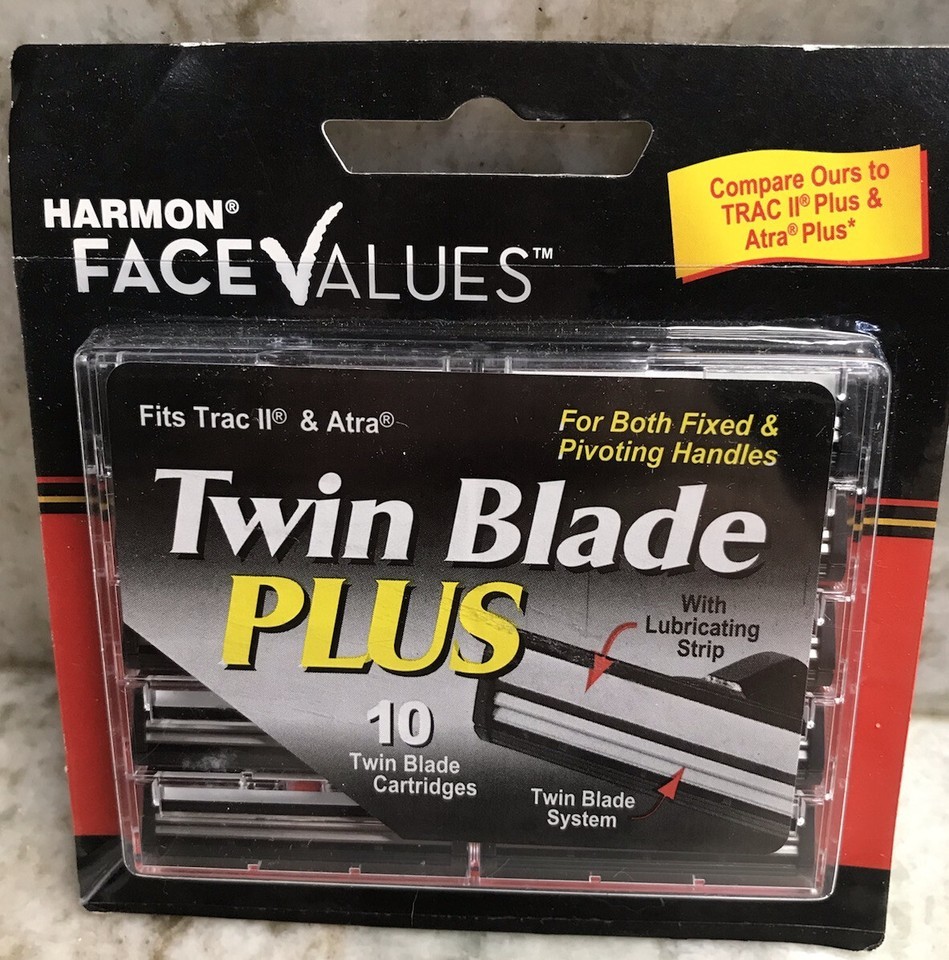 HARMON®
FACE VALUES™
Compare Ours to
TRAC II® Plus &
Atra® Plus*
Fits Trac II® & Atra®
For Both Fixed &
Pivoting Handles
Twin Blade
PLUS
With
Lubricating
Strip
10
Twin Blade
Cartridges
Twin Blade
System